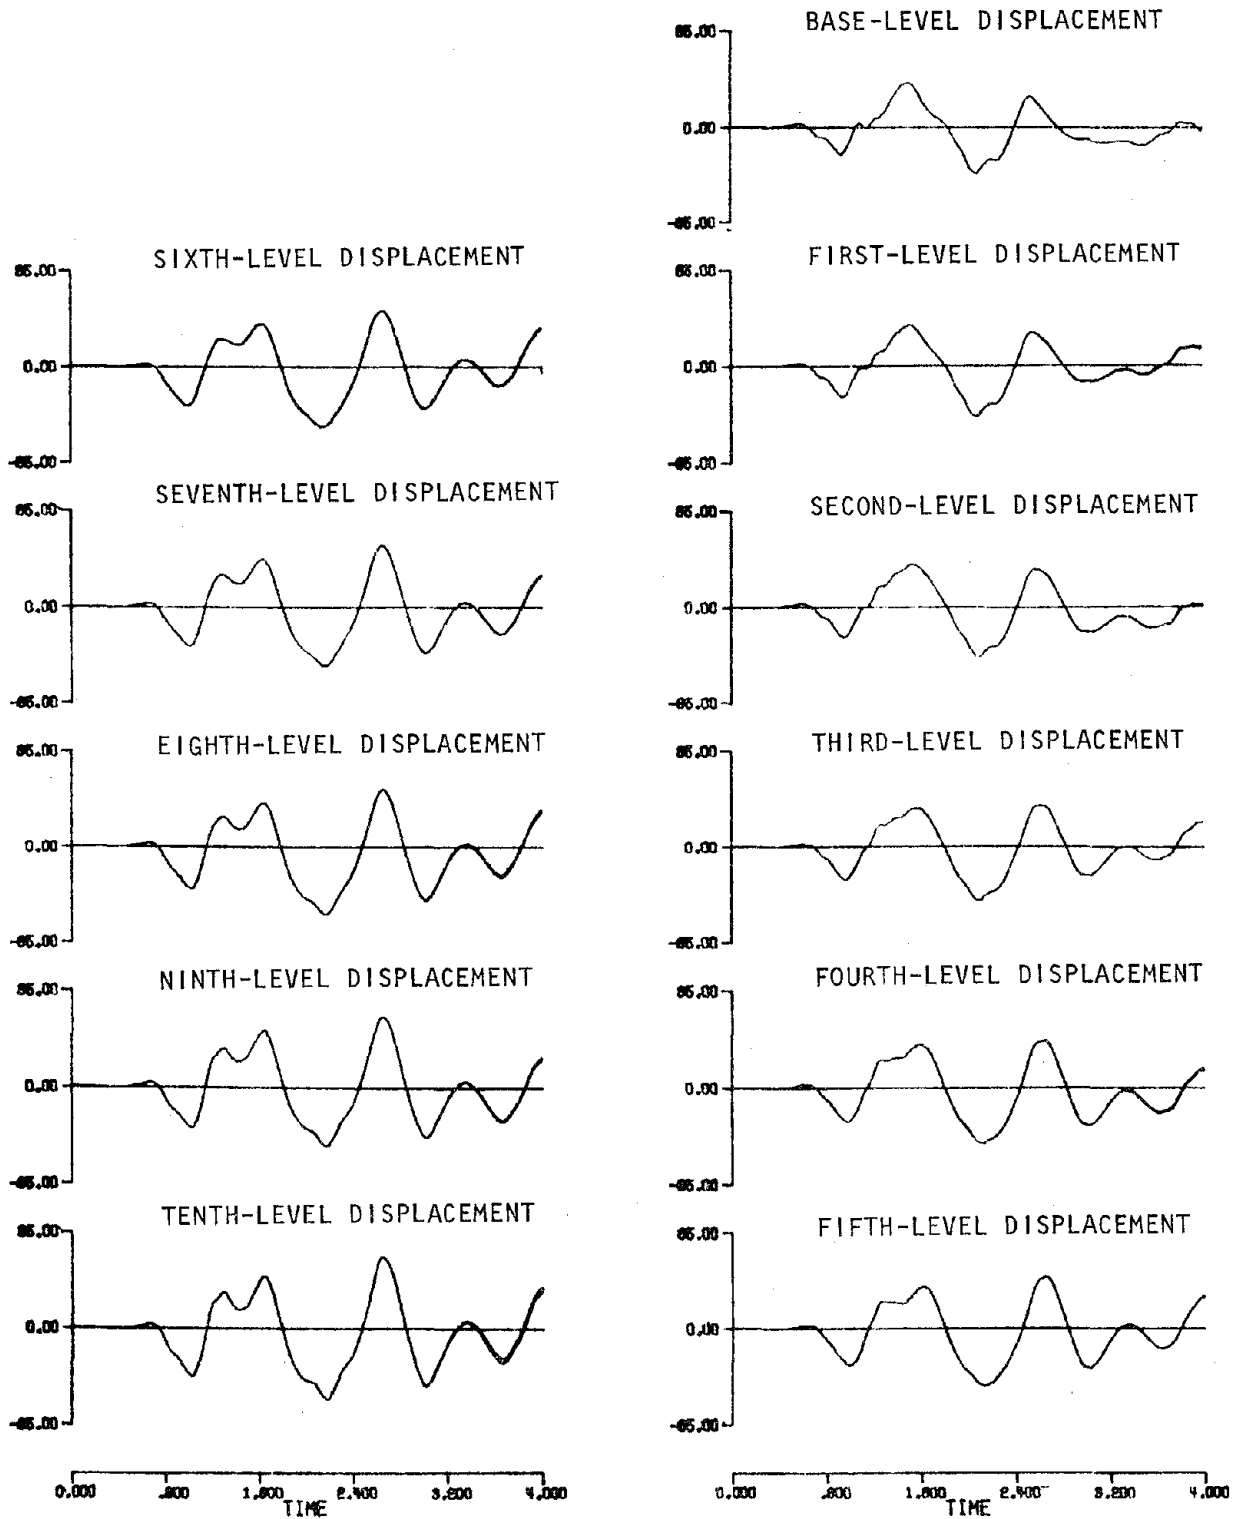 SIXTH-LEVEL DISPLACEMENT
85.00
0.00
-85.00
SEVENTH-LEVEL DISPLACEMENT
85.00
0.00
-85.00
EIGHTH-LEVEL DISPLACEMENT
85.00
0.00
-85.00
NINTH-LEVEL DISPLACEMENT
85.00
0.00
-85.00
TENTH-LEVEL DISPLACEMENT
85.00
0.00
-85.00
0.000 .800 1.600 2.400 3.200 4.000
TIME
BASE-LEVEL DISPLACEMENT
85.00
0.00
-85.00
FIRST-LEVEL DISPLACEMENT
85.00
0.00
-85.00
SECOND-LEVEL DISPLACEMENT
85.00
0.00
-85.00
THIRD-LEVEL DISPLACEMENT
85.00
0.00
-85.00
FOURTH-LEVEL DISPLACEMENT
85.00
0.00
-85.00
FIFTH-LEVEL DISPLACEMENT
85.00
0.00
-85.00
0.000 .800 1.600 2.400 3.200 4.000
TIME